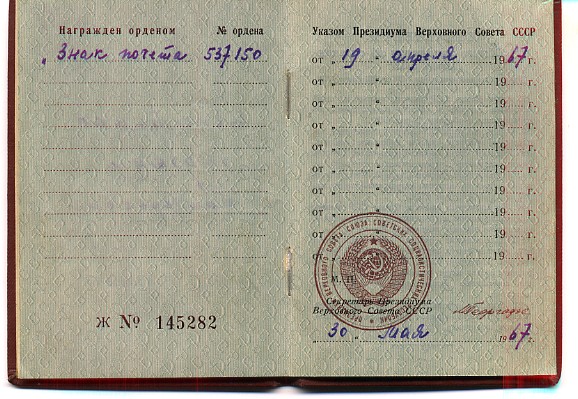 Награжден орденом
№ ордена
„Знак почета 537150
Ж № 145282
Указом Президиума Верховного Совета СССР
от „19" апреля 1967 г.
от „ " 19 г.
от „ " 19 г.
от „ " 19 г.
от „ " 19 г.
от „ " 19 г.
от „ " 19 г.
от „ " 19 г.
от „ " 19 г.
от „ " 19 г.
М. П.
Секретарь Президиума
Верховного Совета СССР
30 мая 1967 г.